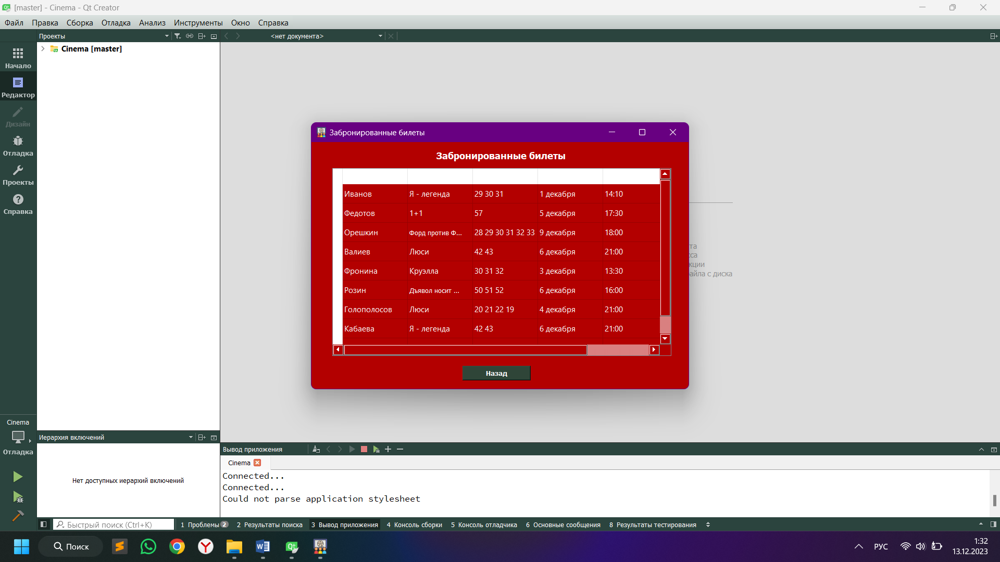 [master] - Cinema - Qt Creator
Файл Правка Сборка Отладка Анализ Инструменты Окно Справка
Проекты
<нет документа>
Cinema [master]
Начало
Редактор
Дизайн
Отладка
Проекты
Справка
Забронированные билеты
Забронированные билеты
Иванов Я - легенда 29 30 31 1 декабря 14:10
Федотов 1+1 57 5 декабря 17:30
Орешкин Форд против Ф... 28 29 30 31 32 33 9 декабря 18:00
Валиев Люси 42 43 6 декабря 21:00
Фронина Круэлла 30 31 32 3 декабря 13:30
Розин Дъявол носит ... 50 51 52 6 декабря 16:00
Голополосов Люси 20 21 22 19 4 декабря 21:00
Кабаева Я - легенда 42 43 6 декабря 21:00
Назад
та
сса
кции
айла с диска
Cinema
Отладка
Иерархия включений
Нет доступных иерархий включений
Вывод приложения
Cinema
Connected...
Connected...
Could not parse application stylesheet
Быстрый поиск (Ctrl+K)
1 Проблемы 2 2 Результаты поиска 3 Вывод приложения 4 Консоль сборки 5 Консоль отладчика 6 Основные сообщения 8 Результаты тестирования
Поиск
РУС
1:32
13.12.2023